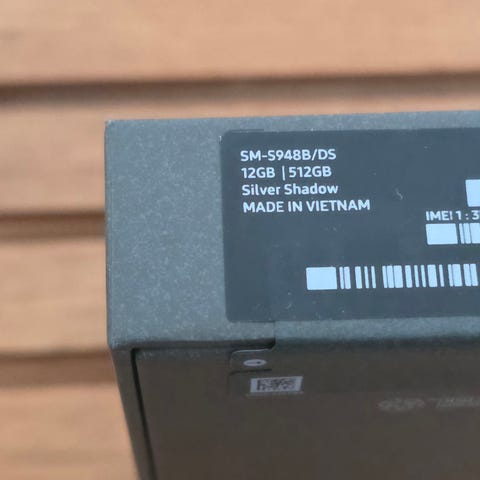 SM-S948B/DS
12GB | 512GB
Silver Shadow
MADE IN VIETNAM
IMEI 1 : 3